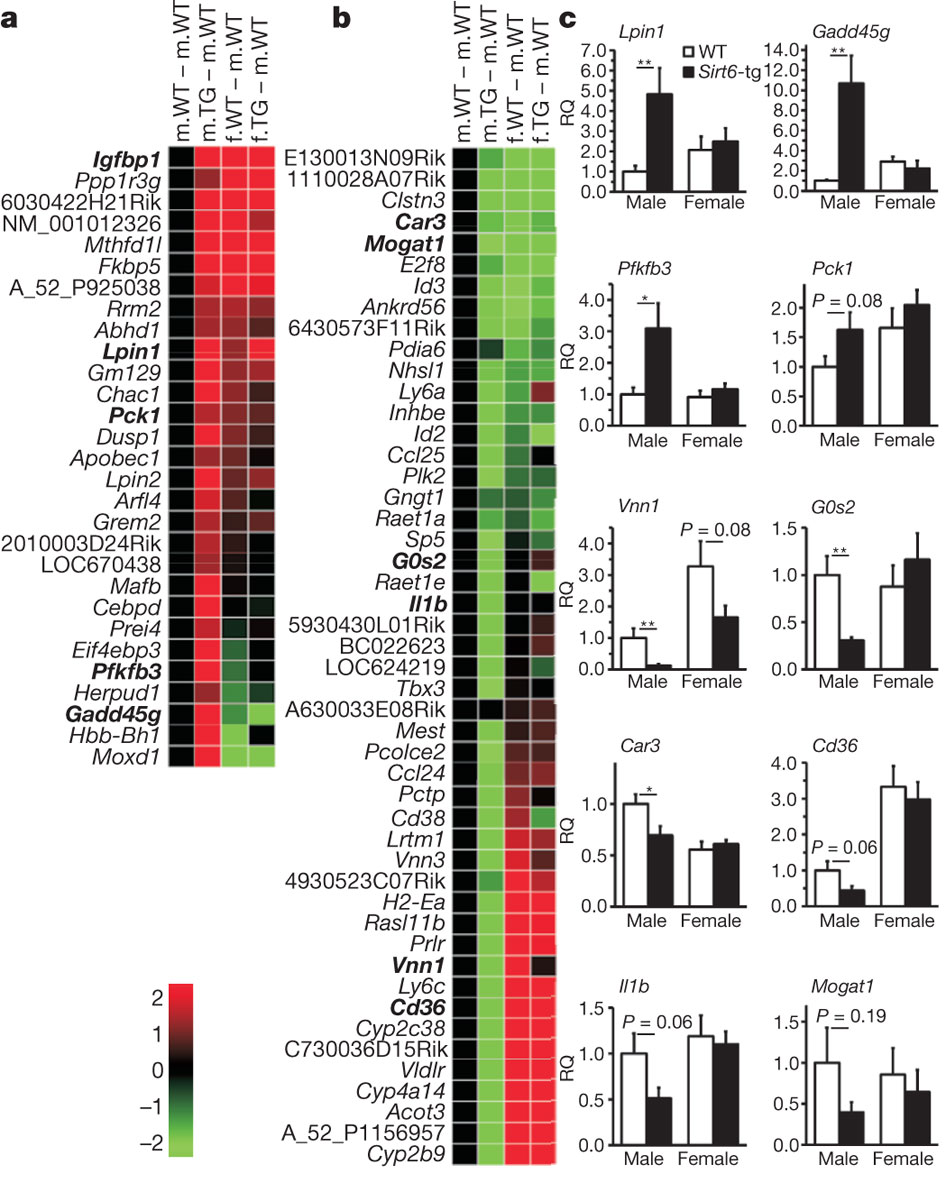 a
m.WT – m.WT
m.TG – m.WT
f.WT – m.WT
f.TG – m.WT
Igfbp1
Ppp1r3g
6030422H21Rik
NM_001012326
Mthfd1l
Fkbp5
A_52_P925038
Rrm2
Abhd1
Lpin1
Gm129
Chac1
Pck1
Dusp1
Apobec1
Lpin2
Arfl4
Grem2
2010003D24Rik
LOC670438
Mafb
Cebpd
Prei4
Eif4ebp3
Pfkfb3
Herpud1
Gadd45g
Hbb-Bh1
Moxd1
2
1
0
–1
–2
b
m.WT – m.WT
m.TG – m.WT
f.WT – m.WT
f.TG – m.WT
E130013N09Rik
1110028A07Rik
Clstn3
Car3
Mogat1
E2f8
Id3
Ankrd56
6430573F11Rik
Pdia6
Nhsl1
Ly6a
Inhbe
Id2
Ccl25
Plk2
Gngt1
Raet1a
Sp5
G0s2
Raet1e
Il1b
5930430L01Rik
BC022623
LOC624219
Tbx3
A630033E08Rik
Mest
Pcolce2
Ccl24
Pctp
Cd38
Lrtm1
Vnn3
4930523C07Rik
H2-Ea
Rasl11b
Prlr
Vnn1
Ly6c
Cd36
Cyp2c38
C730036D15Rik
Vldlr
Cyp4a14
Acot3
A_52_P1156957
Cyp2b9
c
Lpin1
WT
Sirt6-tg
RQ
7.0
6.0
5.0
4.0
3.0
2.0
1.0
0.0
**
Male Female
Gadd45g
14.0
12.0
10.0
8.0
6.0
4.0
2.0
0.0
**
Male Female
Pfkfb3
RQ
4.0
3.0
2.0
1.0
0.0
*
Male Female
Pck1
P = 0.08
2.0
1.0
0.0
Male Female
Vnn1
RQ
4.0
3.0
2.0
1.0
0.0
**
P = 0.08
Male Female
G0s2
1.5
1.0
0.5
0.0
**
Male Female
Car3
RQ
1.0
0.5
0.0
*
Male Female
Cd36
4.0
3.0
2.0
1.0
0.0
P = 0.06
Male Female
Il1b
RQ
1.5
1.0
0.5
0.0
P = 0.06
Male Female
Mogat1
1.5
1.0
0.5
0.0
P = 0.19
Male Female